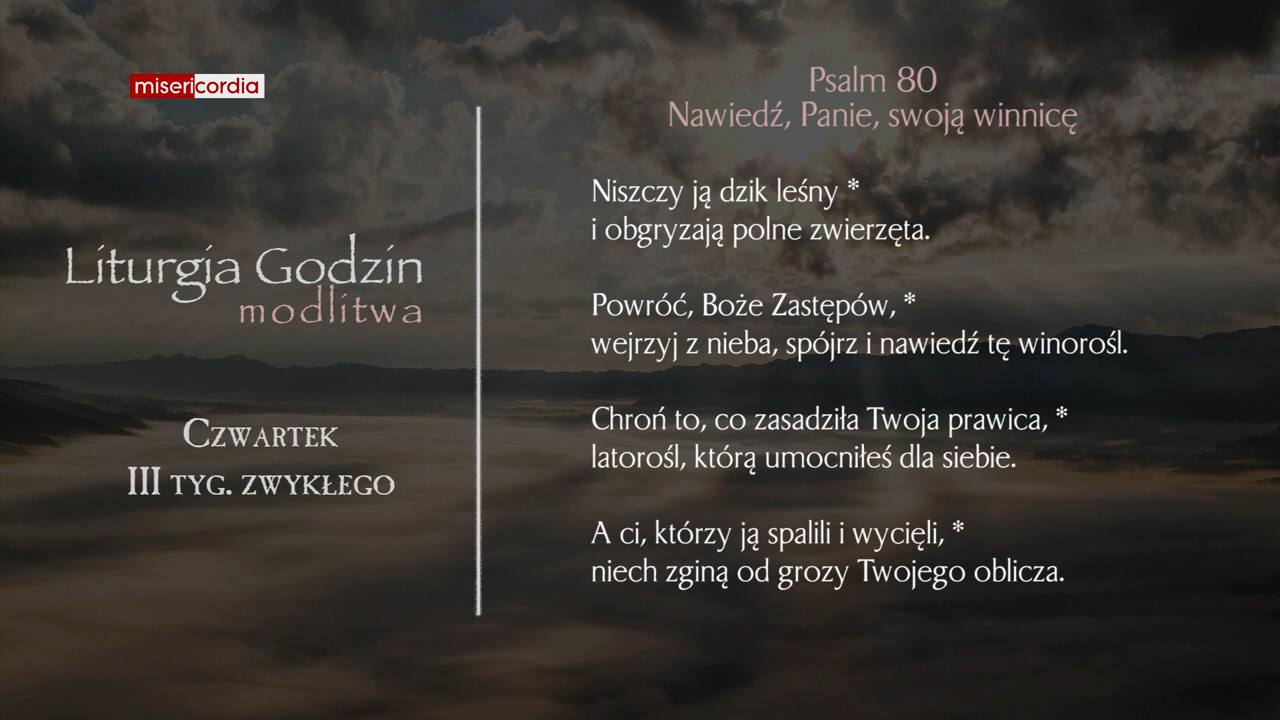 misericordia
Liturgia Godzin
modlitwa
Czwartek
III tyg. zwykłego
Psalm 80
Nawiedź, Panie, swoją winnicę
Niszczy ją dzik leśny *
i obgryzają polne zwierzęta.
Powróć, Boże Zastępów, *
wejrzyj z nieba, spójrz i nawiedź tę winorośl.
Chroń to, co zasadziła Twoja prawica, *
latorośl, którą umocniłeś dla siebie.
A ci, którzy ją spalili i wycięli, *
niech zginą od grozy Twojego oblicza.